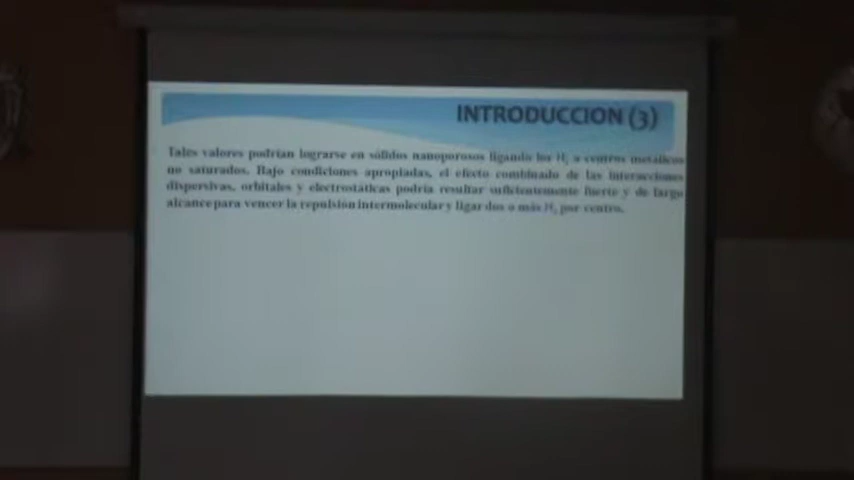 INTRODUCCION (3)
Tales valores podrían lograrse en sólidos nanoporosos ligando los H₂ a centros metálicos
no saturados. Bajo condiciones apropiadas, el efecto combinado de las interacciones
dispersivas, orbitales y electrostáticas podría resultar suficientemente fuerte y de largo
alcance para vencer la repulsión intermolecular y ligar dos o más H₂ por centro.